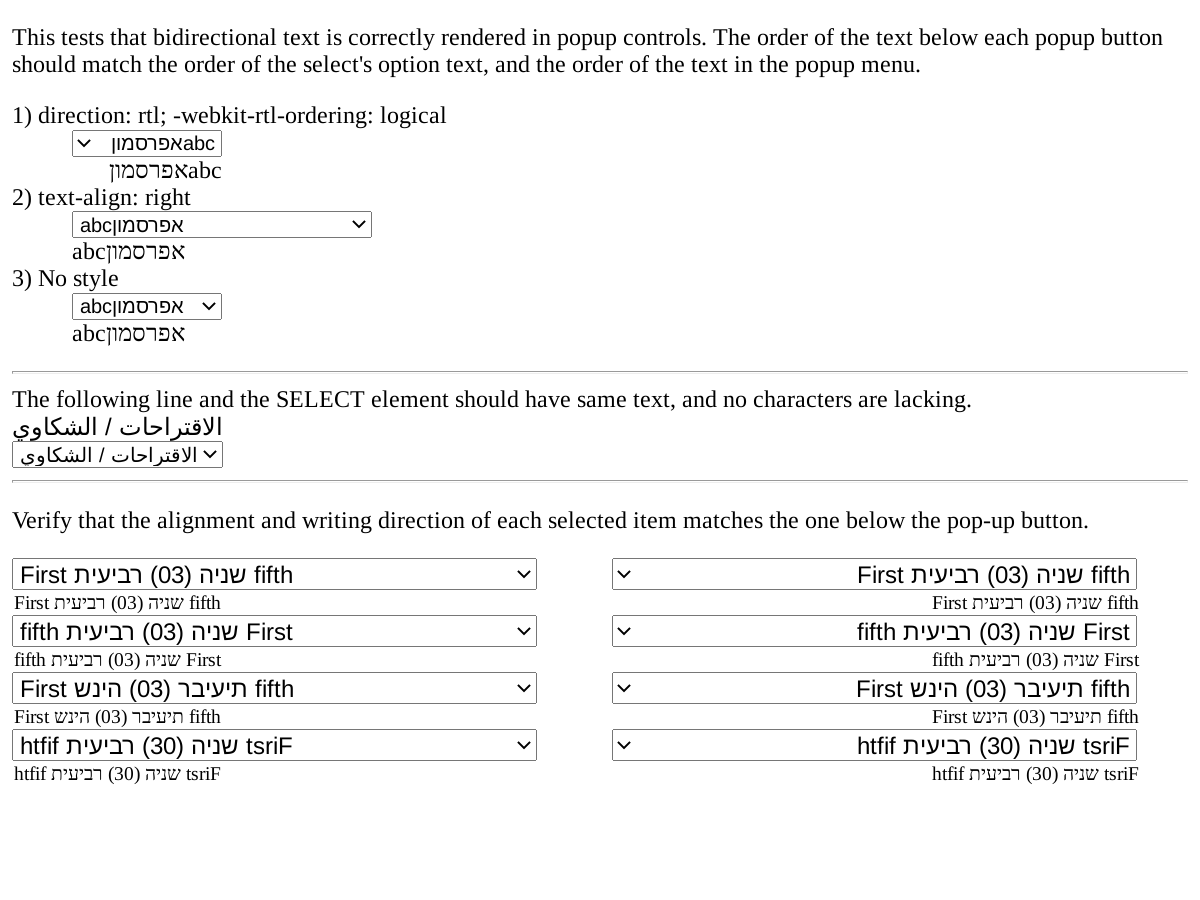 This tests that bidirectional text is correctly rendered in popup controls. The order of the text below each popup button
should match the order of the select's option text, and the order of the text in the popup menu.
1) direction: rtl; -webkit-rtl-ordering: logical
abcאפרסמון
abcאפרסמון
2) text-align: right
abcאפרסמון
abcאפרסמון
3) No style
abcאפרסמון
abcאפרסמון
The following line and the SELECT element should have same text, and no characters are lacking.
الاقتراحات / الشكاوي
الاقتراحات / الشكاوي
Verify that the alignment and writing direction of each selected item matches the one below the pop-up button.
First שניה (03) רביעית fifth
First שניה (03) רביעית fifth
First שניה (03) רביעית fifth
First שניה (03) רביעית fifth
First תיעיבר (03) הינש fifth
First תיעיבר (03) הינש fifth
tsriF שניה (30) רביעית htfif
tsriF שניה (30) רביעית htfif
First שניה (03) רביעית fifth
First שניה (03) רביעית fifth
First שניה (03) רביעית fifth
First שניה (03) רביעית fifth
First תיעיבר (03) הינש fifth
First תיעיבר (03) הינש fifth
tsriF שניה (30) רביעית htfif
tsriF שניה (30) רביעית htfif